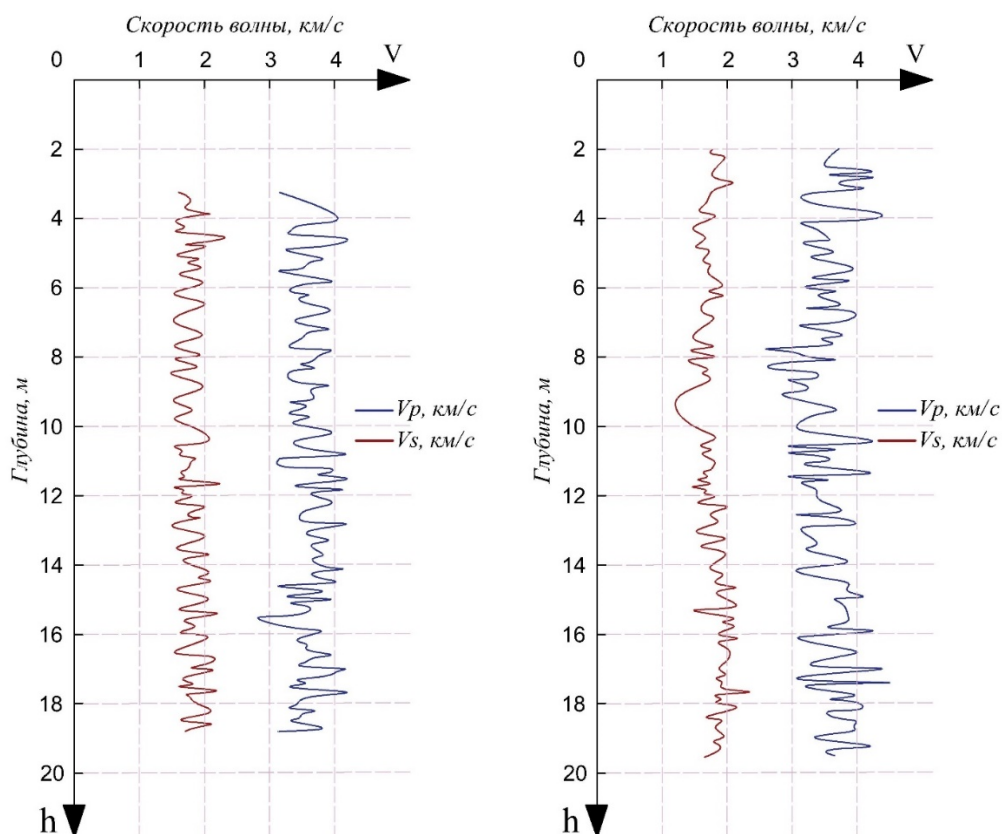 Скорость волны, км/с
0 1 2 3 4 V
2
4
6
8
10
12
14
16
18
20
Глубина, м
h
Vp, км/с
Vs, км/с
Скорость волны, км/с
0 1 2 3 4 V
2
4
6
8
10
12
14
16
18
20
Глубина, м
h
Vp, км/с
Vs, км/с